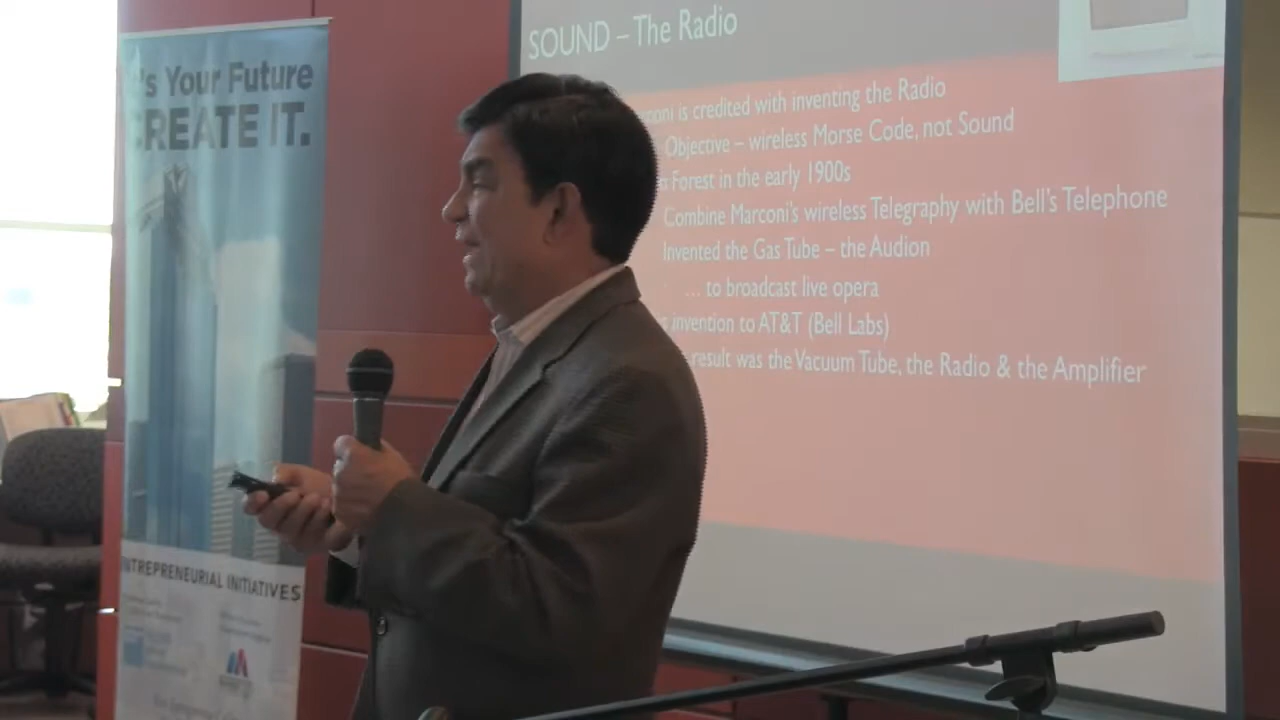 's Your Future
CREATE IT.
NTREPRENEURIAL INITIATIVES
SOUND – The Radio
oni is credited with inventing the Radio
Objective – wireless Morse Code, not Sound
Forest in the early 1900s
Combine Marconi's wireless Telegraphy with Bell's Telephone
Invented the Gas Tube – the Audion
... to broadcast live opera
invention to AT&T (Bell Labs)
result was the Vacuum Tube, the Radio & the Amplifier